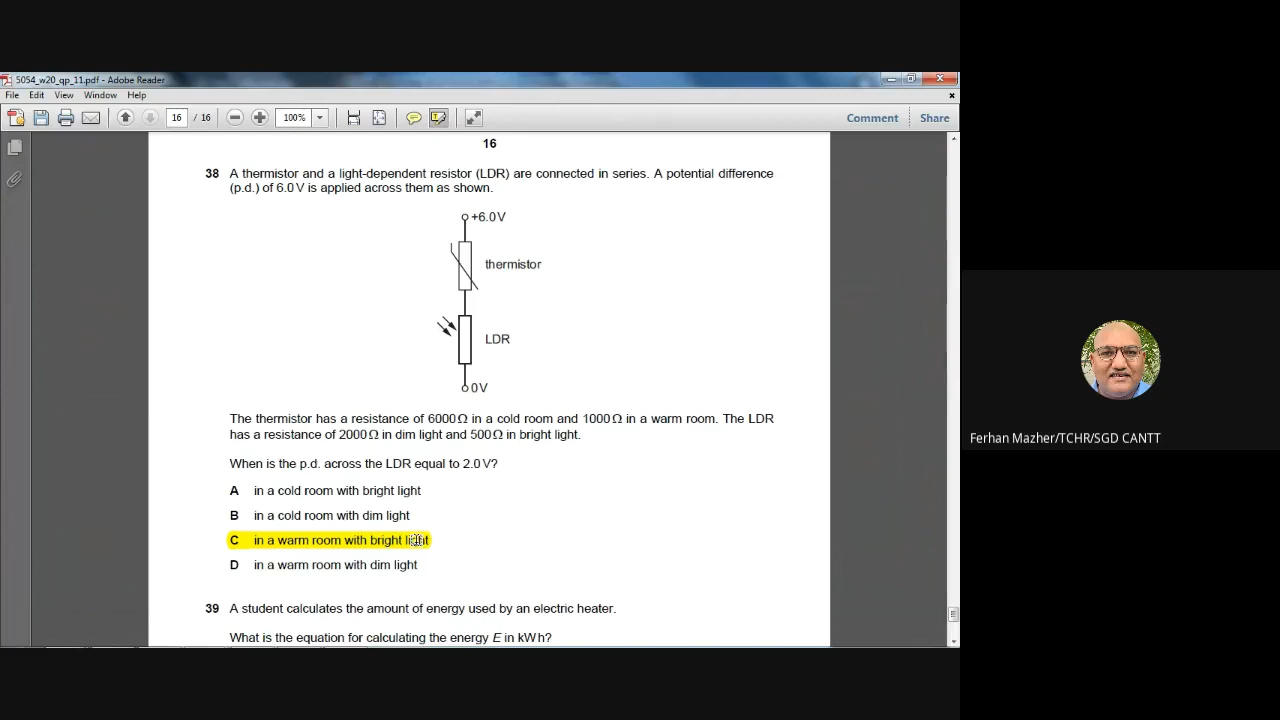 5054_w20_qp_11.pdf - Adobe Reader
File Edit View Window Help
16 / 16 100% Comment Share
16
38 A thermistor and a light-dependent resistor (LDR) are connected in series. A potential difference
(p.d.) of 6.0 V is applied across them as shown.
+6.0 V
thermistor
LDR
0 V
The thermistor has a resistance of 6000 Ω in a cold room and 1000 Ω in a warm room. The LDR
has a resistance of 2000 Ω in dim light and 500 Ω in bright light.
When is the p.d. across the LDR equal to 2.0 V?
A in a cold room with bright light
B in a cold room with dim light
C in a warm room with bright light
D in a warm room with dim light
39 A student calculates the amount of energy used by an electric heater.
What is the equation for calculating the energy E in kW h?
Ferhan Mazher/TCHR/SGD CANTT